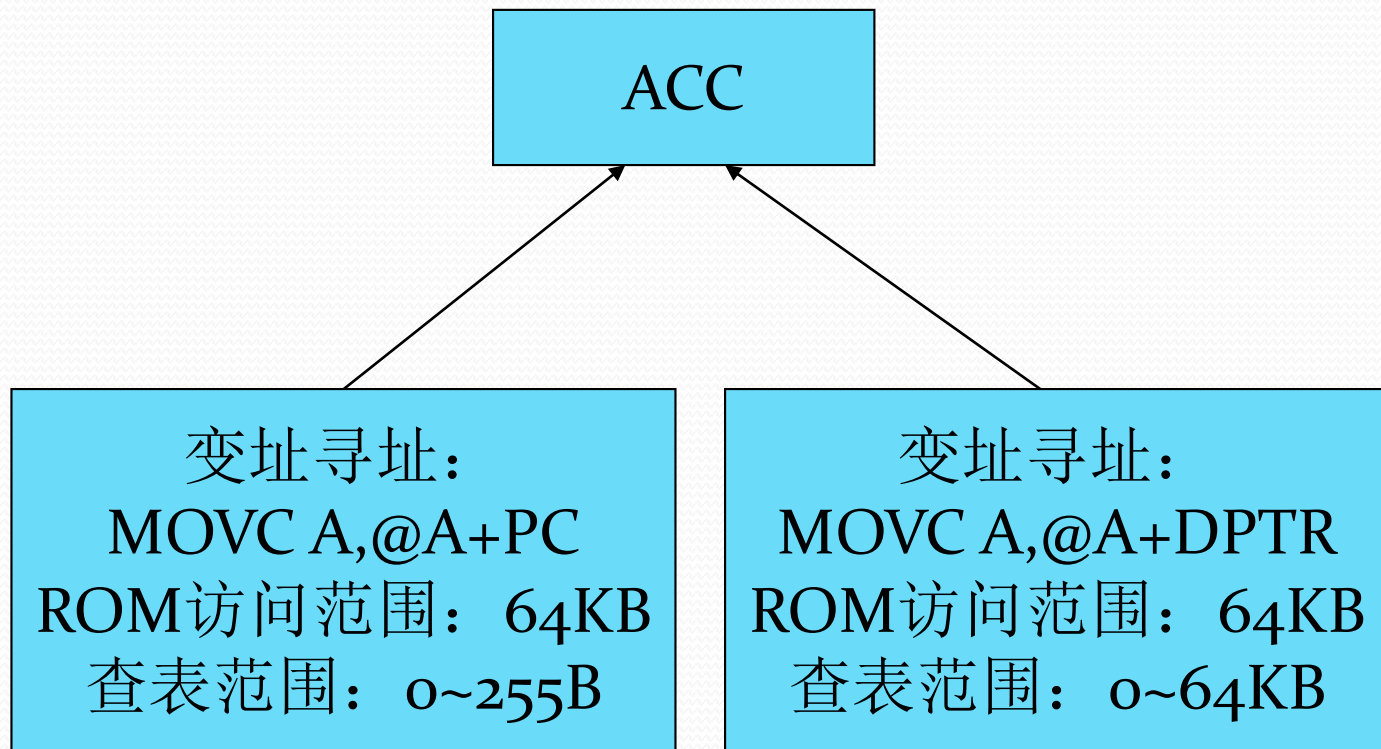 ACC
变址寻址：
MOVC A,@A+PC
ROM访问范围：64KB
查表范围：0~255B
变址寻址：
MOVC A,@A+DPTR
ROM访问范围：64KB
查表范围：0~64KB